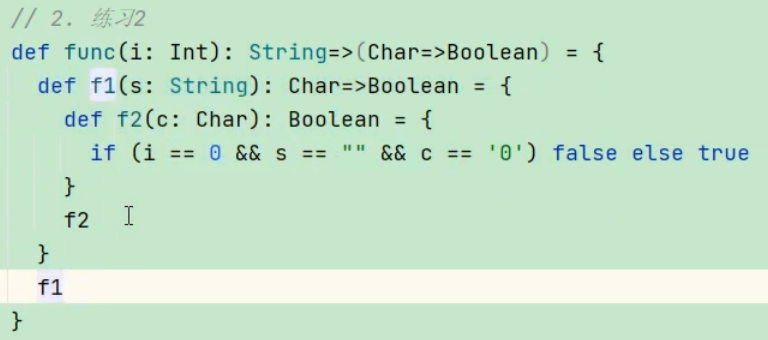 // 2. 练习2
def func(i: Int): String=>(Char=>Boolean) = {
  def f1(s: String): Char=>Boolean = {
    def f2(c: Char): Boolean = {
      if (i == 0 && s == "" && c == '0') false else true
    }
    f2
  }
  f1
}